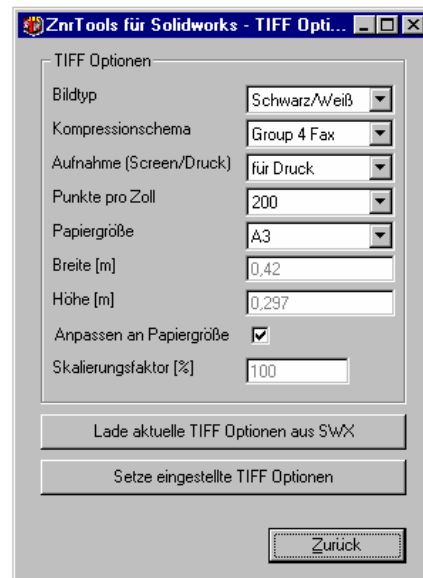 ZnrTools für Solidworks - TIFF Opti...
TIFF Optionen
Bildtyp Schwarz/Weiß
Kompressionschema Group 4 Fax
Aufnahme (Screen/Druck) für Druck
Punkte pro Zoll 200
Papiergröße A3
Breite [m] 0,42
Höhe [m] 0,297
Anpassen an Papiergröße
Skalierungsfaktor [%] 100
Lade aktuelle TIFF Optionen aus SWX
Setze eingestellte TIFF Optionen
Zurück